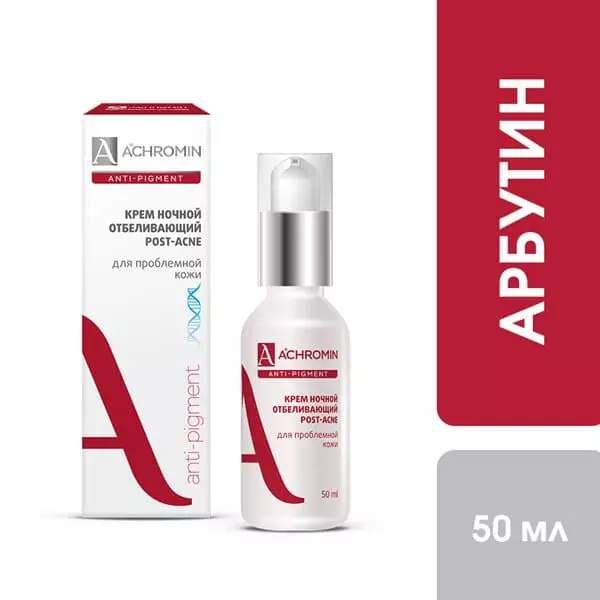 A
ACHROMIN
ANTI-PIGMENT
КРЕМ НОЧНОЙ
ОТБЕЛИВАЮЩИЙ
POST-ACNE
для проблемной
кожи
anti-pigment
A
A
ACHROMIN
ANTI-PIGMENT
КРЕМ НОЧНОЙ
ОТБЕЛИВАЮЩИЙ
POST-ACNE
для проблемной
кожи
A
50 ml
АРБУТИН
50 мл